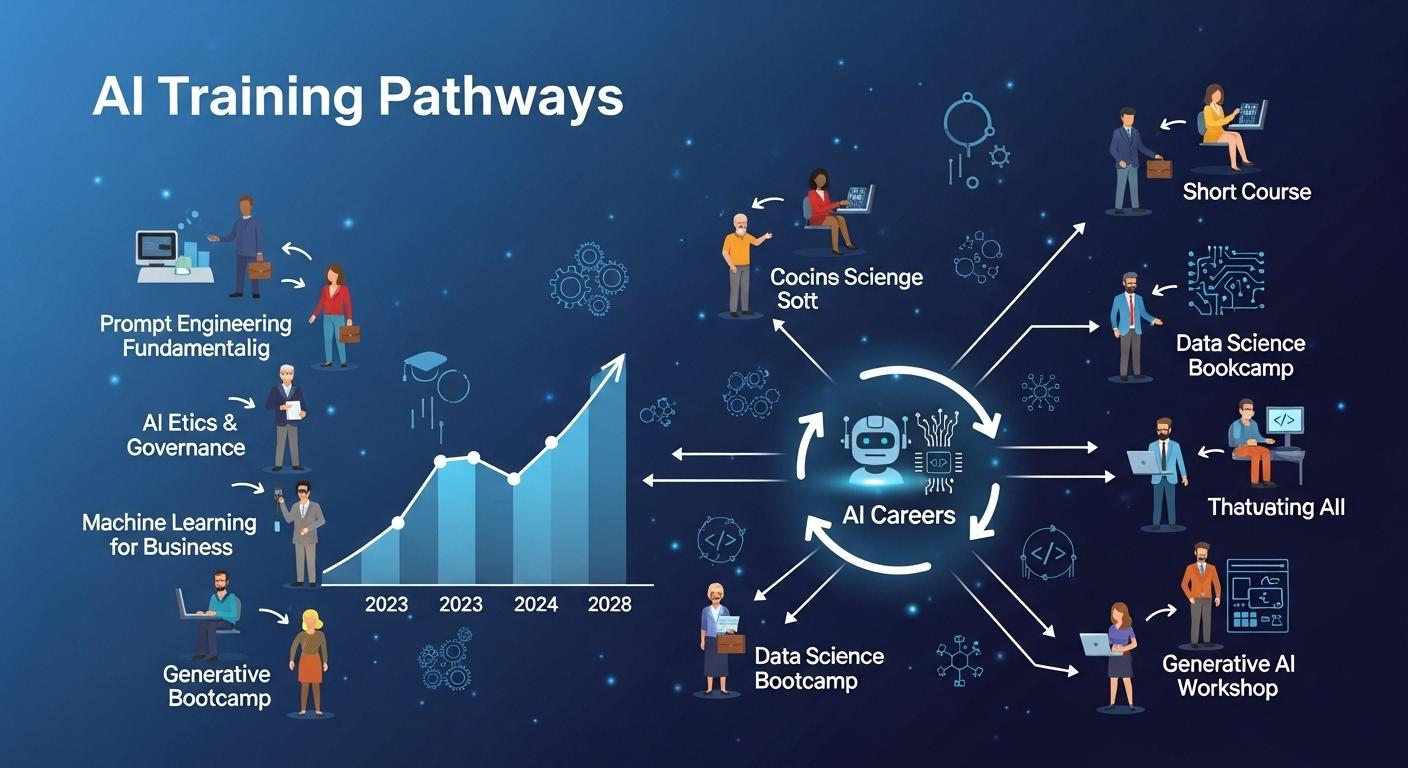 AI Training Pathways
Prompt Engineering
Fundamentalig
AI Etics &
Governance
Machine Learning
for Business
Generative
Bootcamp
2023 2023 2024 2028
Cocins Scienge
Sott
AI Careers
Data Science
Bootcamp
Short Course
Data Science
Bookcamp
Thatuating All
Generative AI
Workshop